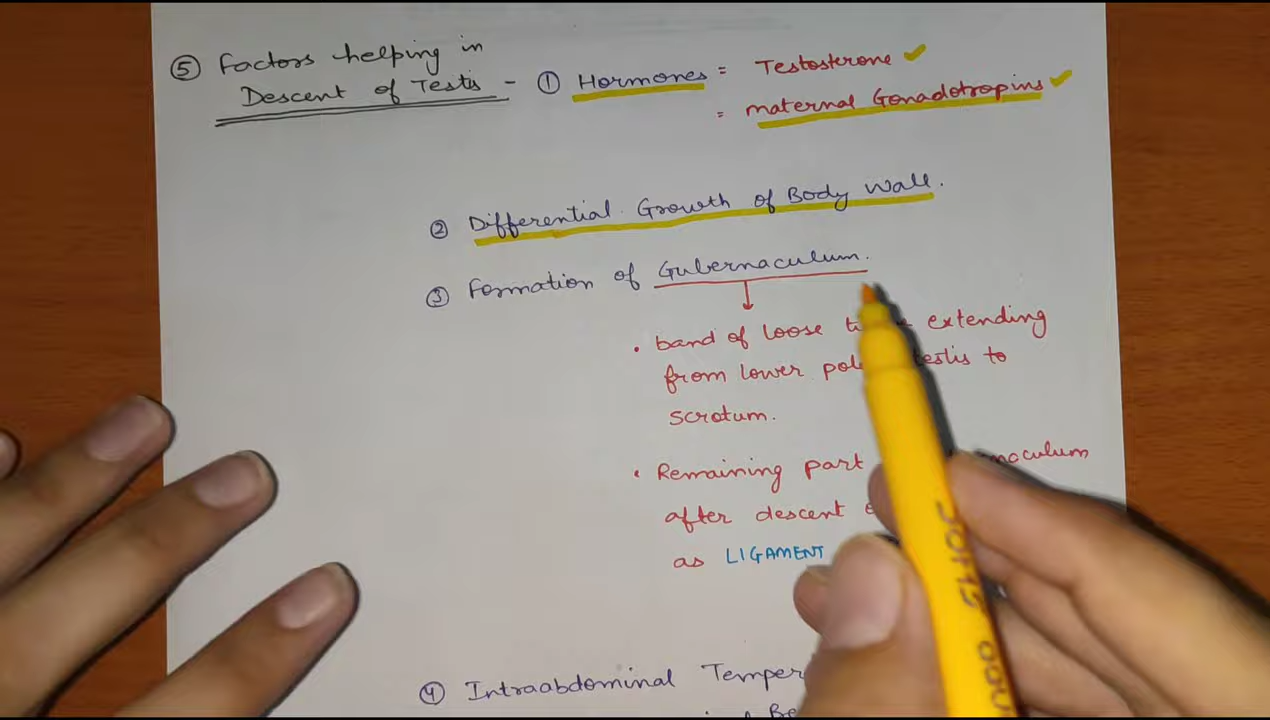 ⑤ Factors helping in
Descent of Testis - ① Hormones = Testosterone ✓
= maternal Gonadotropins ✓
② Differential Growth of Body Wall.
③ Formation of Gubernaculum.
• band of loose extending
from lower pole testis to
scrotum.
• Remaining part
after descent
as LIGAMENT
④ Intraabdominal